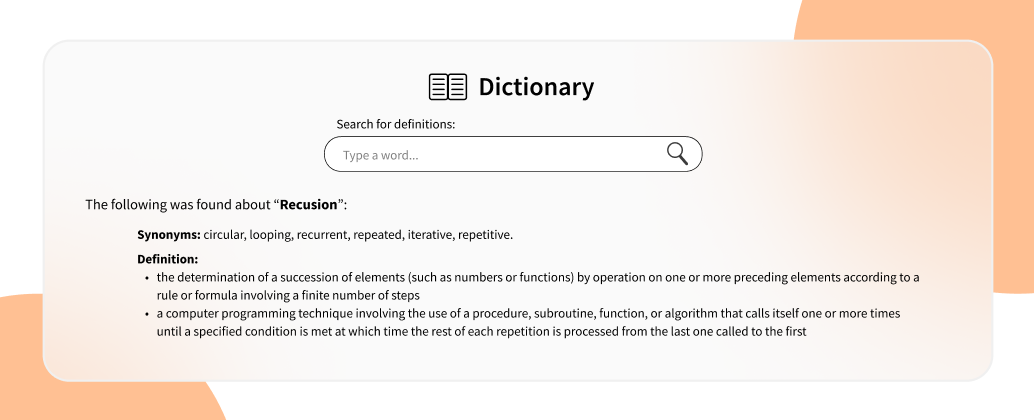 Dictionary
Search for definitions:
Type a word...
The following was found about “Recusion”:
Synonyms: circular, looping, recurrent, repeated, iterative, repetitive.
Definition:
• the determination of a succession of elements (such as numbers or functions) by operation on one or more preceding elements according to a
rule or formula involving a finite number of steps
• a computer programming technique involving the use of a procedure, subroutine, function, or algorithm that calls itself one or more times
until a specified condition is met at which time the rest of each repetition is processed from the last one called to the first